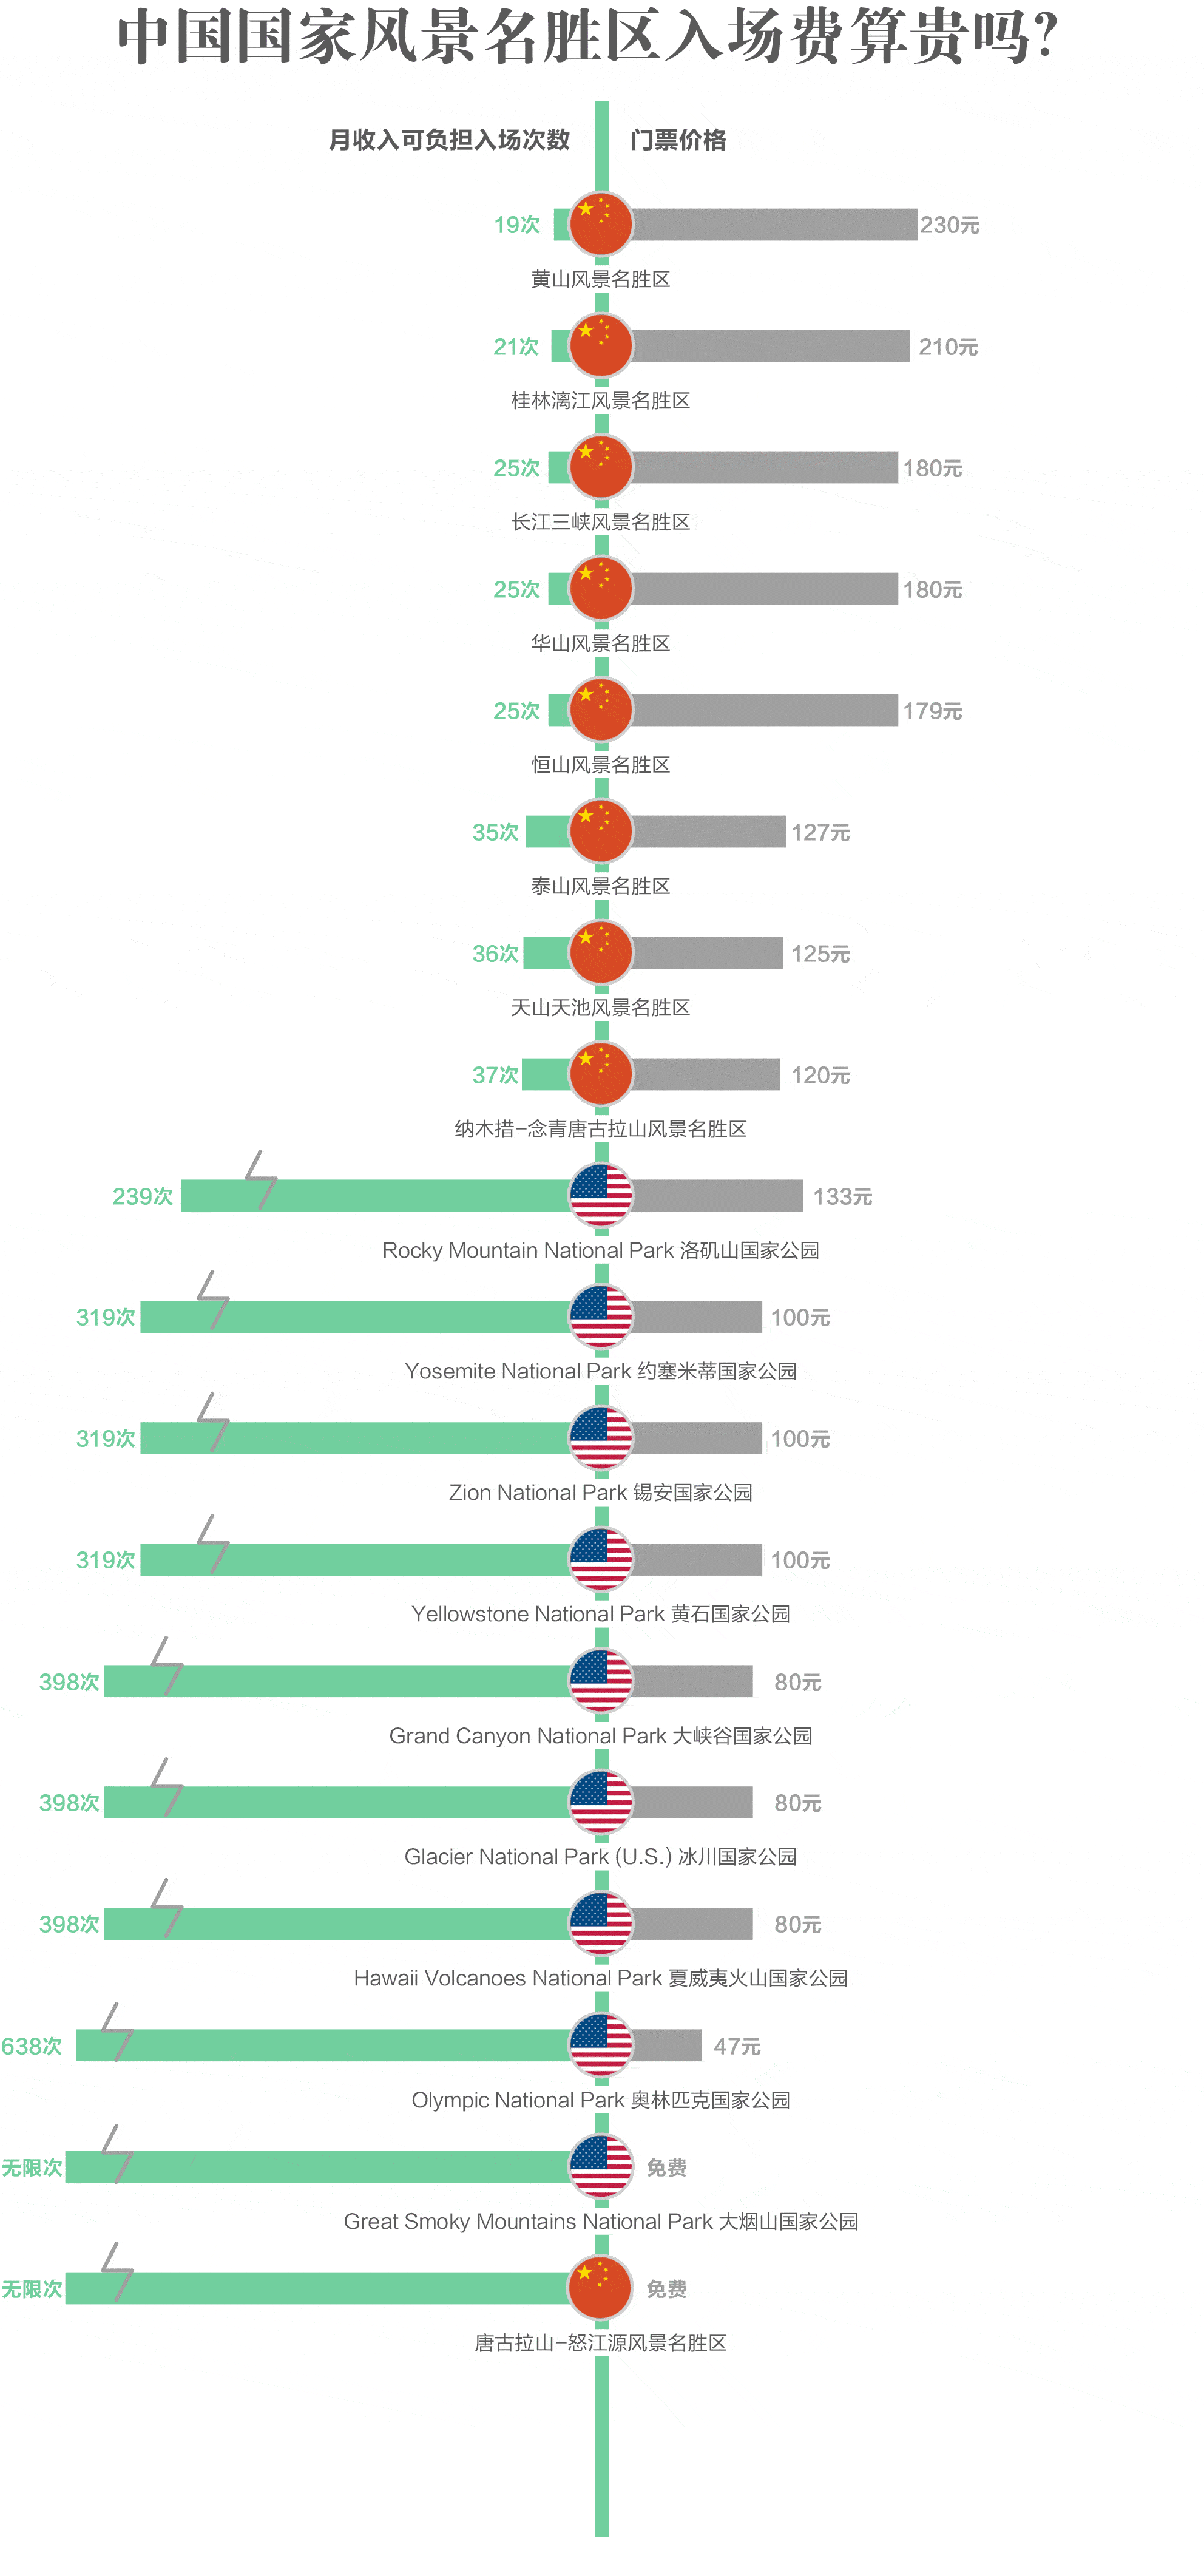 中国国家风景名胜区入场费算贵吗?
月收入可负担入场次数 门票价格
19次 230元
黄山风景名胜区
21次 210元
桂林漓江风景名胜区
25次 180元
长江三峡风景名胜区
25次 180元
华山风景名胜区
25次 179元
恒山风景名胜区
35次 127元
泰山风景名胜区
36次 125元
天山天池风景名胜区
37次 120元
纳木措-念青唐古拉山风景名胜区
239次 133元
Rocky Mountain National Park 洛矶山国家公园
319次 100元
Yosemite National Park 约塞米蒂国家公园
319次 100元
Zion National Park 锡安国家公园
319次 100元
Yellowstone National Park 黄石国家公园
398次 80元
Grand Canyon National Park 大峡谷国家公园
398次 80元
Glacier National Park (U.S.) 冰川国家公园
398次 80元
Hawaii Volcanoes National Park 夏威夷火山国家公园
638次 47元
Olympic National Park 奥林匹克国家公园
无限次 免费
Great Smoky Mountains National Park 大烟山国家公园
无限次 免费
唐古拉山-怒江源风景名胜区